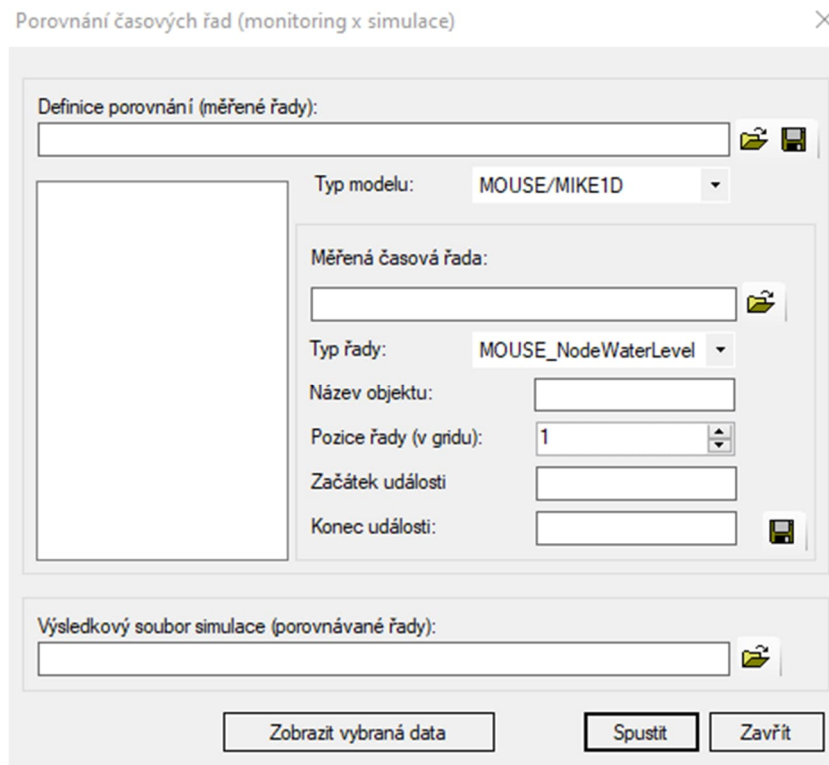 Porovnání časových řad (monitoring x simulace)
Definice porovnání (měřené řady):
Typ modelu: MOUSE/MIKE1D
Měřená časová řada:
Typ řady: MOUSE_NodeWaterLevel
Název objektu:
Pozice řady (v gridu): 1
Začátek události
Konec události:
Výsledkový soubor simulace (porovnávané řady):
Zobrazit vybraná data Spustit Zavřít